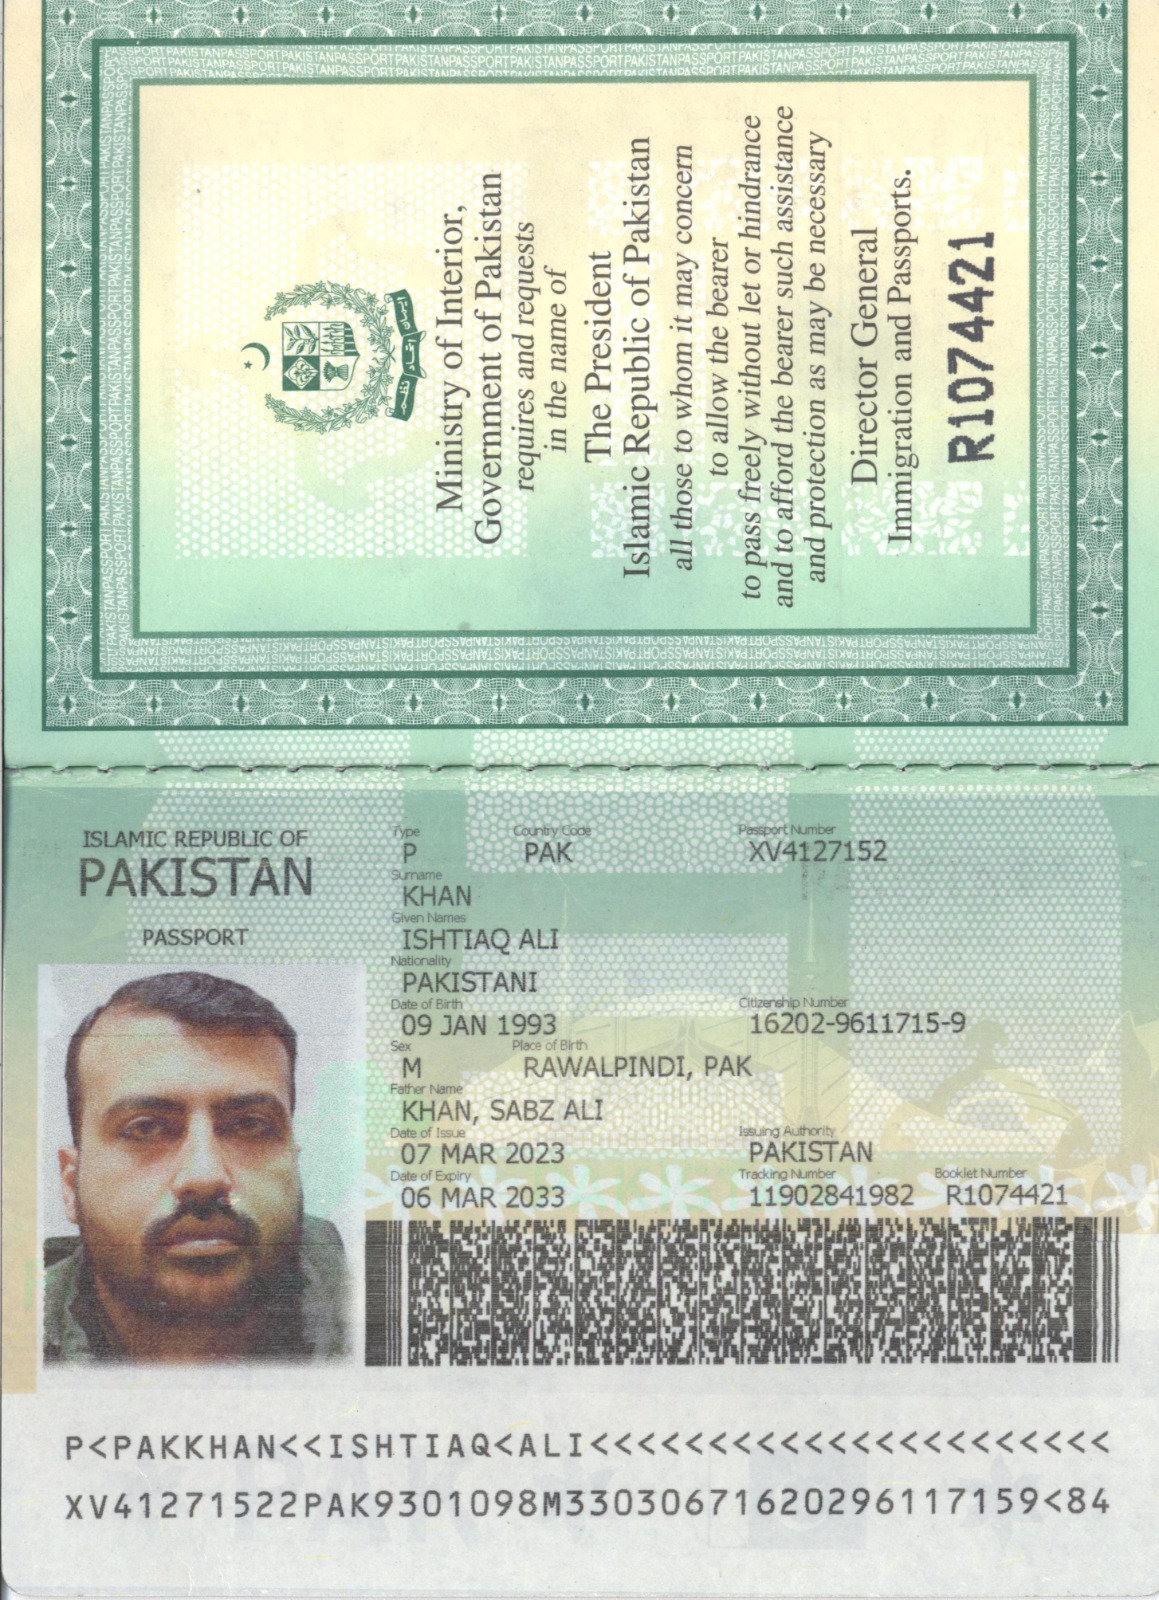 Ministry of Interior,
Government of Pakistan
requires and requests
in the name of
The President
Islamic Republic of Pakistan
all those to whom it may concern
to allow the bearer
to pass freely without let or hindrance
and to afford the bearer such assistance
and protection as may be necessary
Director General
Immigration and Passports.
R1074421
ISLAMIC REPUBLIC OF
PAKISTAN
PASSPORT
Type Country Code Passport Number
P PAK XV4127152
Surname
KHAN
Given Names
ISHTIAQ ALI
Nationality
PAKISTANI
Date of Birth Citizenship Number
09 JAN 1993 16202-9611715-9
Sex Place of Birth
M RAWALPINDI, PAK
Father Name
KHAN, SABZ ALI
Date of Issue Issuing Authority
07 MAR 2023 PAKISTAN
Date of Expiry Tracking Number Booklet Number
06 MAR 2033 11902841982 R1074421
P<PAKKHAN<<ISHTIAQ<ALI<<<<<<<<<<<<<<<<<<<<<<
XV41271522PAK9301098M33030671620296117159<84